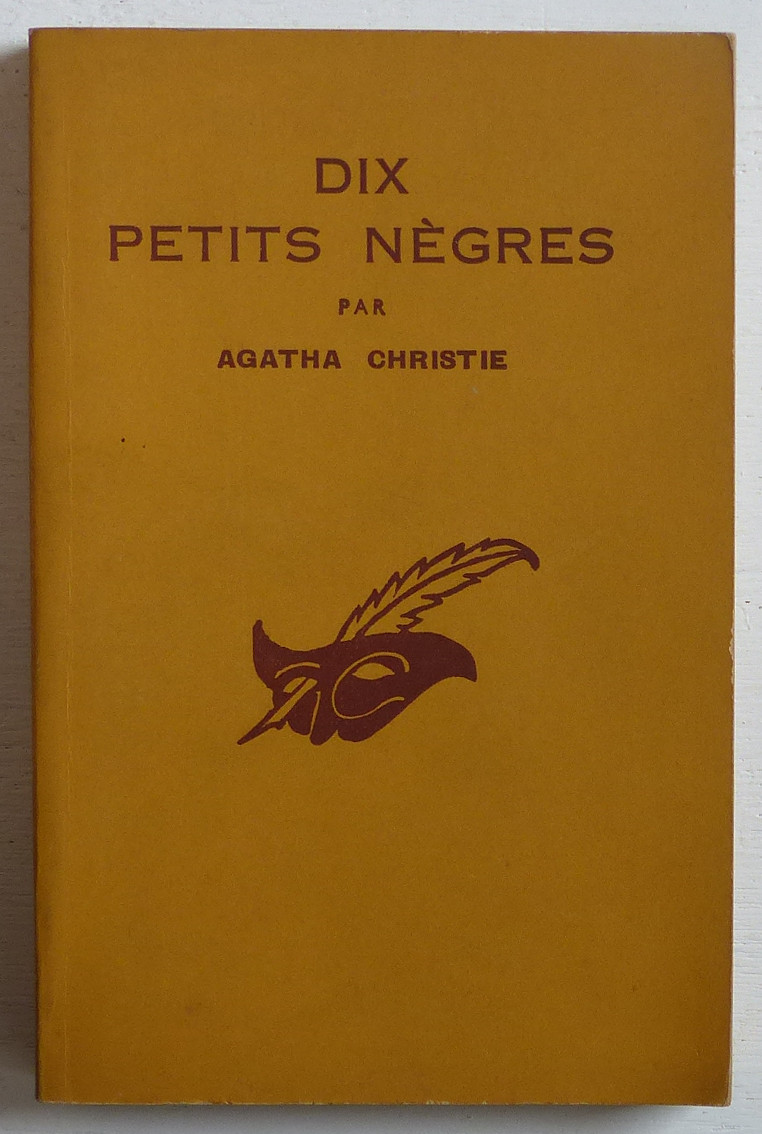 DIX
PETITS NÈGRES
PAR
AGATHA CHRISTIE